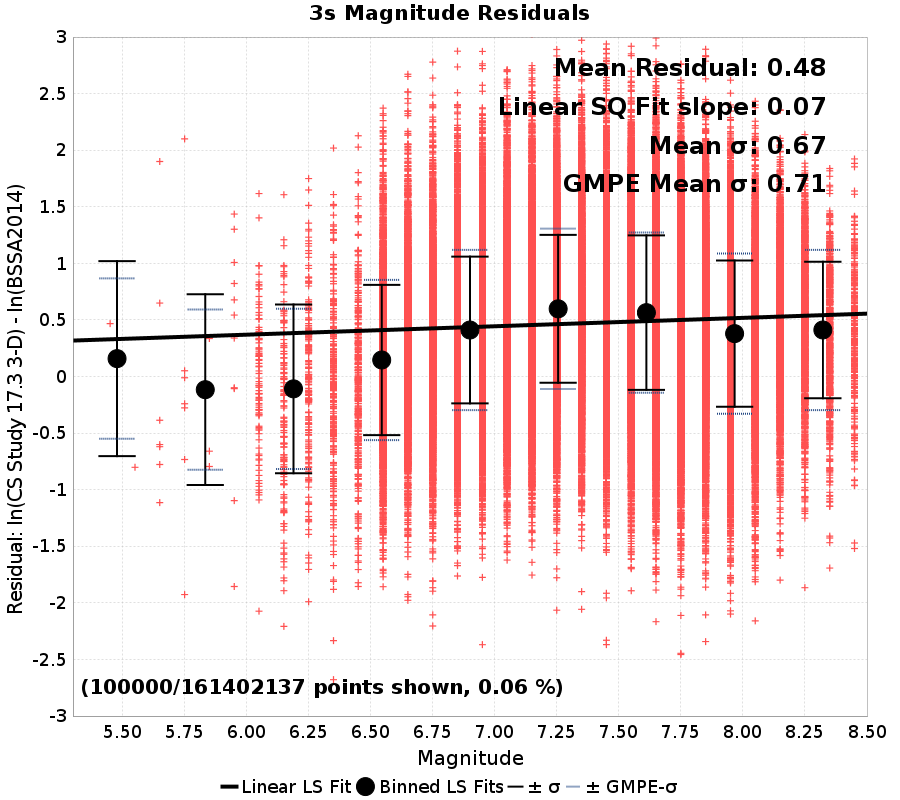 3s Magnitude Residuals
Mean Residual: 0.48
Linear SQ Fit slope: 0.07
Mean σ: 0.67
GMPE Mean σ: 0.71
Residual: ln(CS Study 17.3 3-D) - ln(BSSA2014)
3
2.5
2
1.5
1
0.5
0
-0.5
-1
-1.5
-2
-2.5
-3
(100000/161402137 points shown, 0.06 %)
5.50 5.75 6.00 6.25 6.50 6.75 7.00 7.25 7.50 7.75 8.00 8.25 8.50
Magnitude
Linear LS Fit Binned LS Fits ± σ ± GMPE-σ